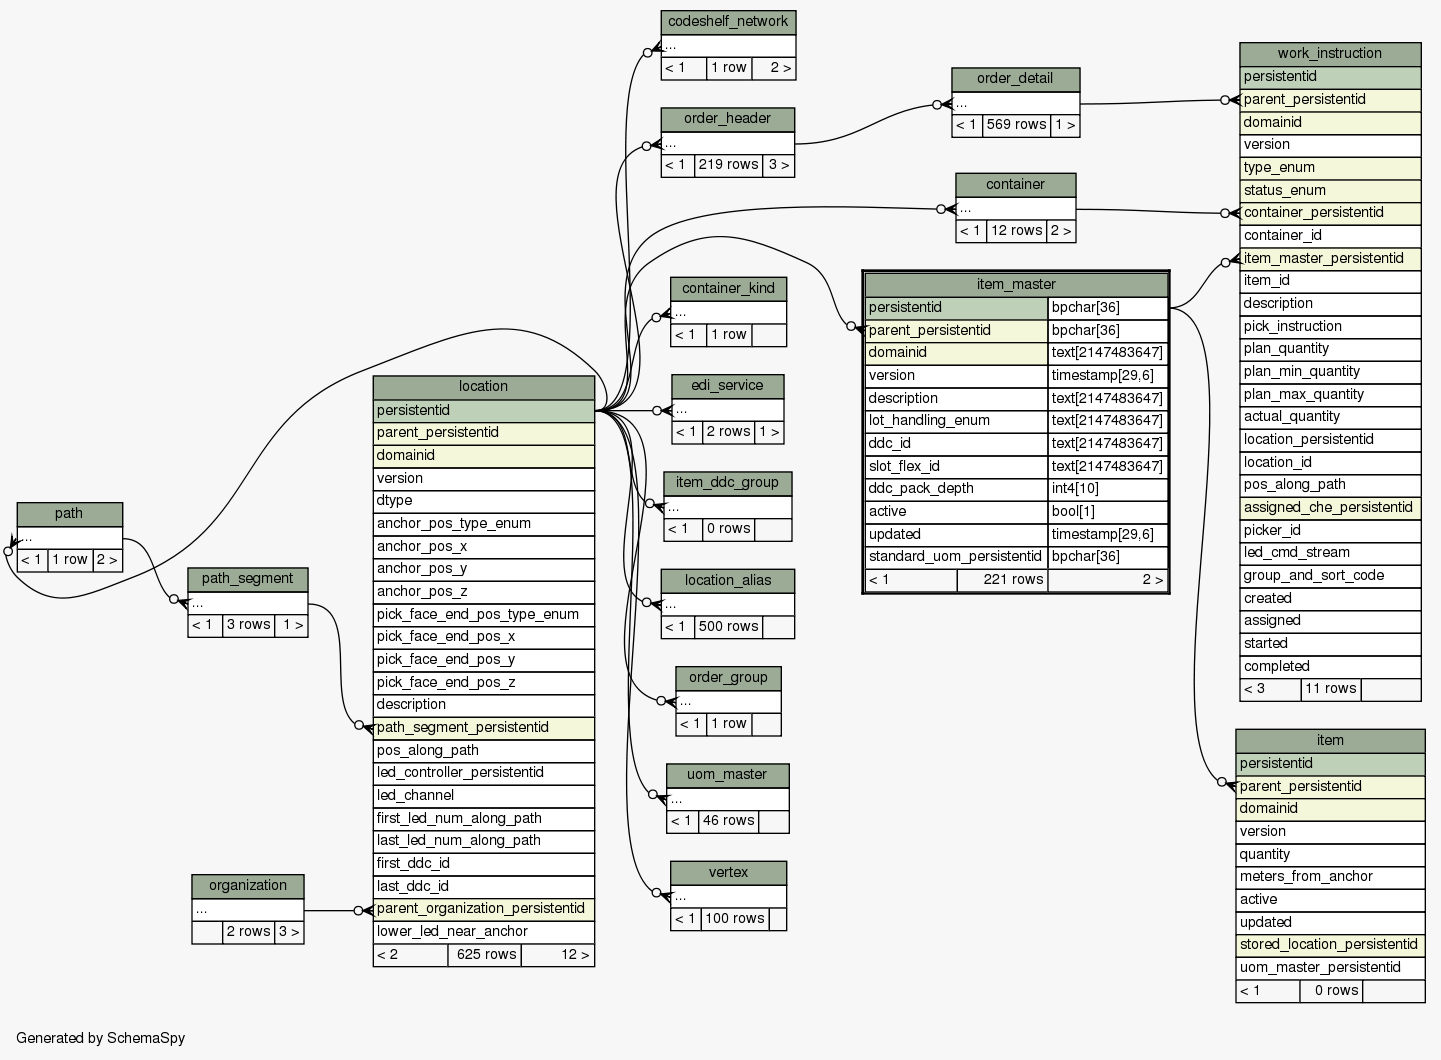 codeshelf_network
...
< 1 1 row 2 >
order_header
...
< 1 219 rows 3 >
order_detail
...
< 1 569 rows 1 >
container
...
< 1 12 rows 2 >
work_instruction
persistentid
parent_persistentid
domainid
version
type_enum
status_enum
container_persistentid
container_id
item_master_persistentid
item_id
description
pick_instruction
plan_quantity
plan_min_quantity
plan_max_quantity
actual_quantity
location_persistentid
location_id
pos_along_path
assigned_che_persistentid
picker_id
led_cmd_stream
group_and_sort_code
created
assigned
started
completed
< 3 11 rows
container_kind
...
< 1 1 row
item_master
persistentid bpchar[36]
parent_persistentid bpchar[36]
domainid text[2147483647]
version timestamp[29,6]
description text[2147483647]
lot_handling_enum text[2147483647]
ddc_id text[2147483647]
slot_flex_id text[2147483647]
ddc_pack_depth int4[10]
active bool[1]
updated timestamp[29,6]
standard_uom_persistentid bpchar[36]
< 1 221 rows 2 >
edi_service
...
< 1 2 rows 1 >
location
persistentid
parent_persistentid
domainid
version
dtype
anchor_pos_type_enum
anchor_pos_x
anchor_pos_y
anchor_pos_z
pick_face_end_pos_type_enum
pick_face_end_pos_x
pick_face_end_pos_y
pick_face_end_pos_z
description
path_segment_persistentid
pos_along_path
led_controller_persistentid
led_channel
first_led_num_along_path
last_led_num_along_path
first_ddc_id
last_ddc_id
parent_organization_persistentid
lower_led_near_anchor
< 2 625 rows 12 >
item_ddc_group
...
< 1 0 rows
path
...
< 1 1 row 2 >
path_segment
...
< 1 3 rows 1 >
location_alias
...
< 1 500 rows
order_group
...
< 1 1 row
uom_master
...
< 1 46 rows
vertex
...
< 1 100 rows
organization
...
2 rows 3 >
item
persistentid
parent_persistentid
domainid
version
quantity
meters_from_anchor
active
updated
stored_location_persistentid
uom_master_persistentid
< 1 0 rows
Generated by SchemaSpy